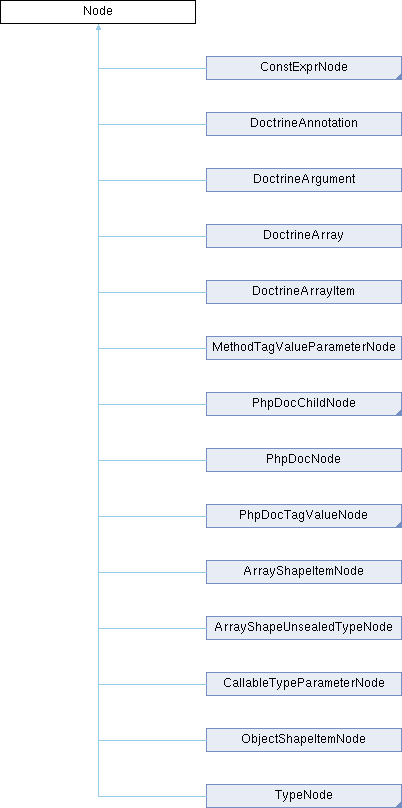 Node
ConstExprNode
DoctrineAnnotation
DoctrineArgument
DoctrineArray
DoctrineArrayItem
MethodTagValueParameterNode
PhpDocChildNode
PhpDocNode
PhpDocTagValueNode
ArrayShapeItemNode
ArrayShapeUnsealedTypeNode
CallableTypeParameterNode
ObjectShapeItemNode
TypeNode